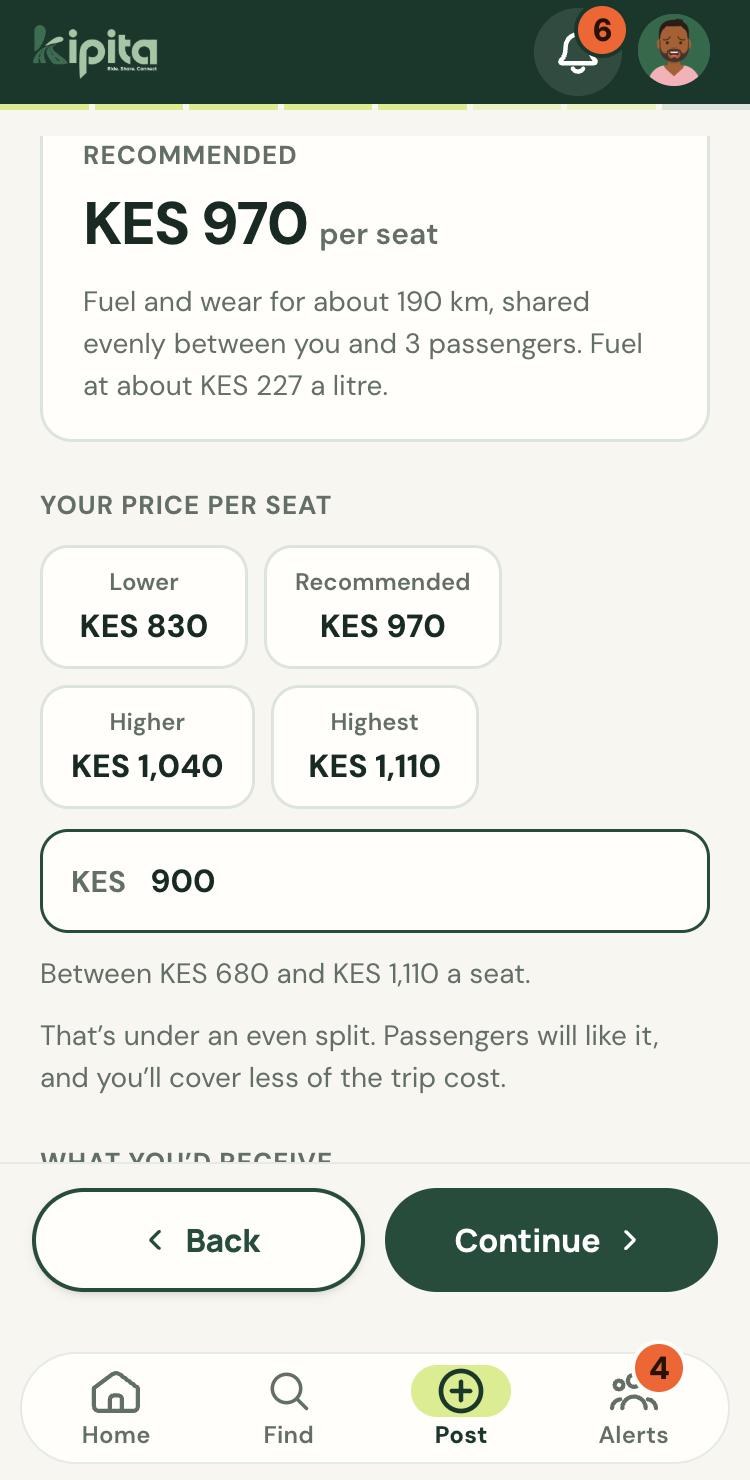 kipita
Ride. Share. Connect
6
RECOMMENDED
KES 970 per seat
Fuel and wear for about 190 km, shared
evenly between you and 3 passengers. Fuel
at about KES 227 a litre.
YOUR PRICE PER SEAT
Lower
KES 830
Recommended
KES 970
Higher
KES 1,040
Highest
KES 1,110
KES 900
Between KES 680 and KES 1,110 a seat.
That’s under an even split. Passengers will like it,
and you’ll cover less of the trip cost.
WHAT YOU’D RECEIVE
Back
Continue
4
Home
Find
Post
Alerts